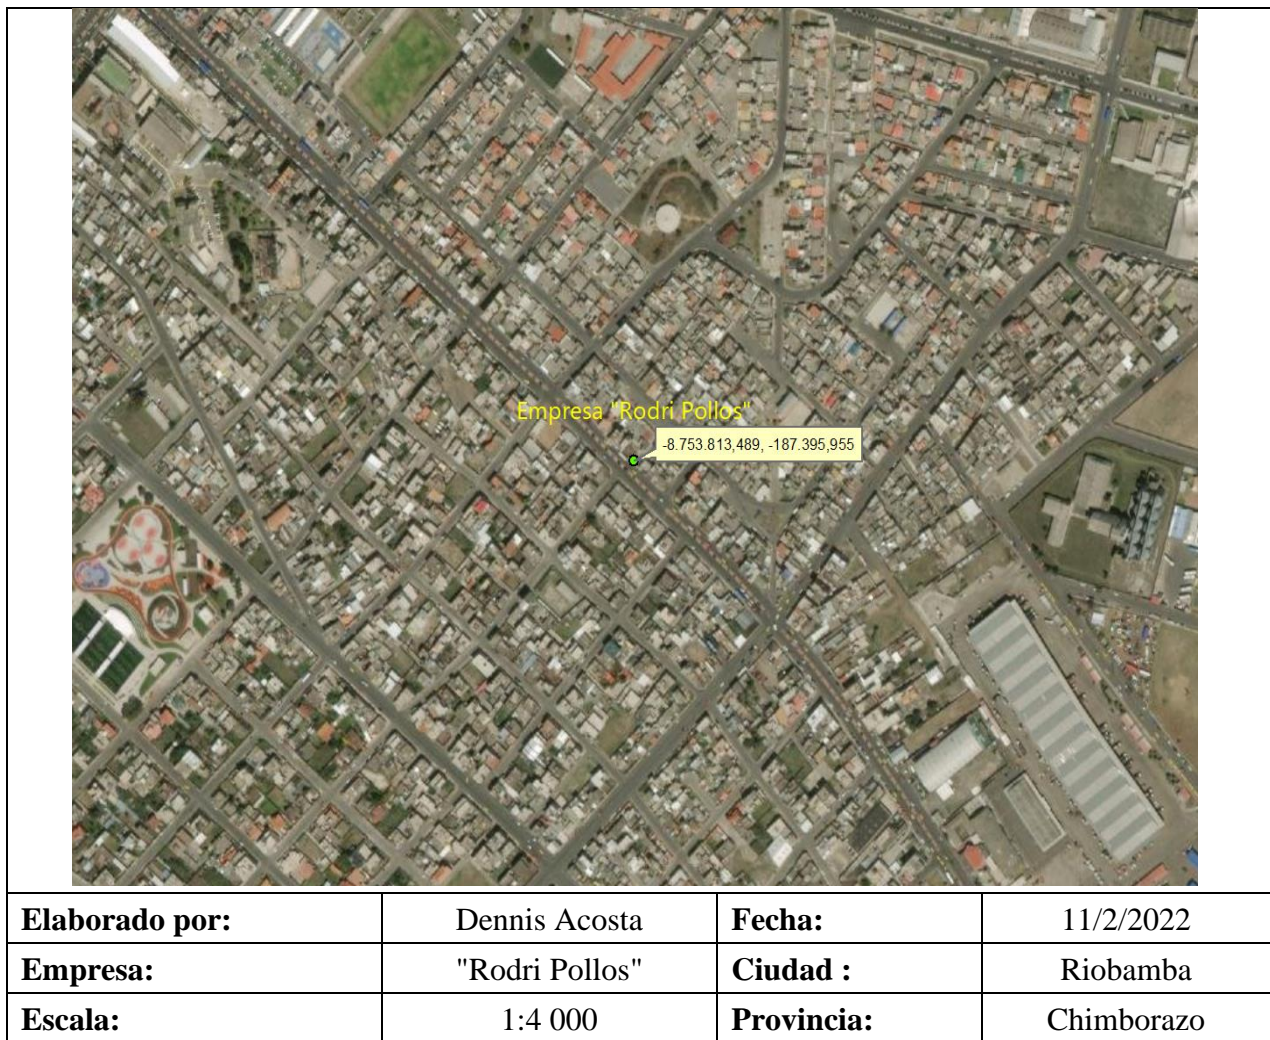 Empresa "Rodri Pollos"
-8.753.813,489, -187.395,955
Elaborado por: Dennis Acosta Fecha: 11/2/2022
Empresa: "Rodri Pollos" Ciudad : Riobamba
Escala: 1:4 000 Provincia: Chimborazo